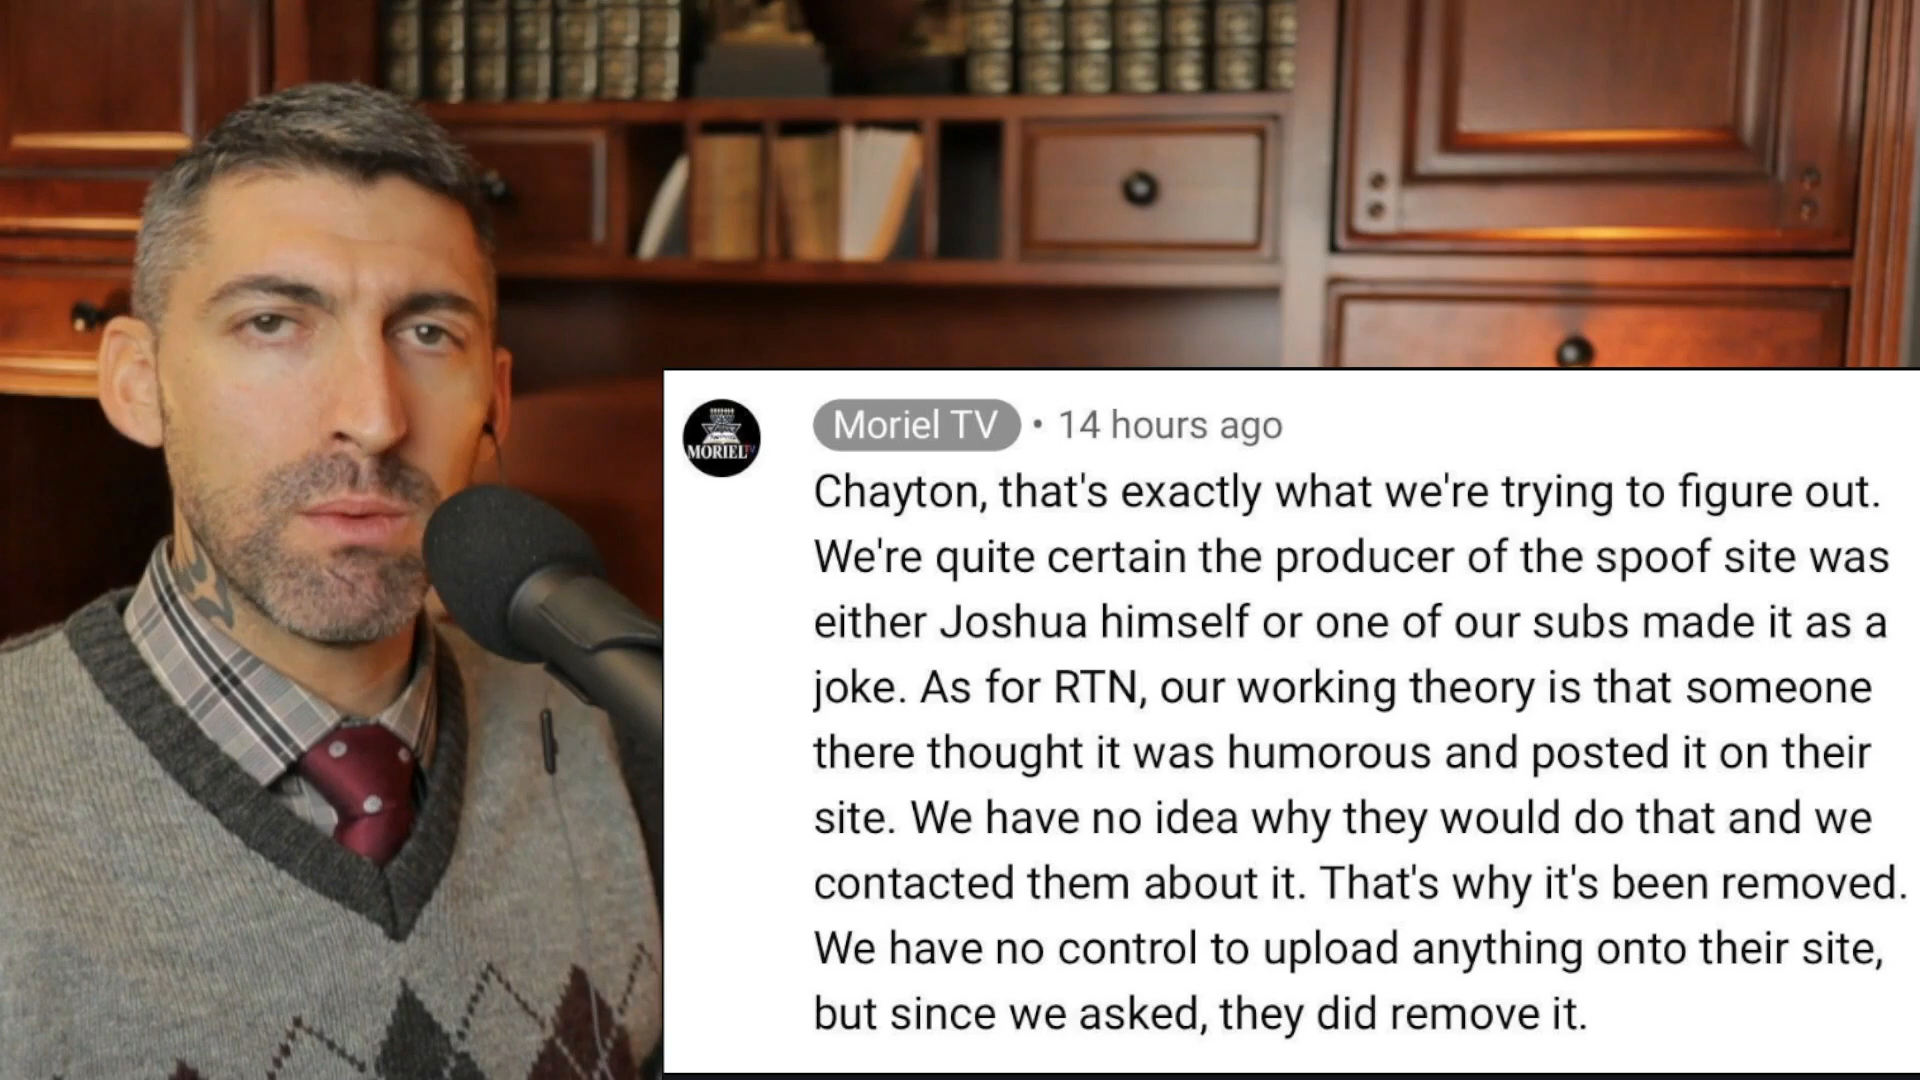 MORIEL TV
Moriel TV • 14 hours ago
Chayton, that's exactly what we're trying to figure out.
We're quite certain the producer of the spoof site was
either Joshua himself or one of our subs made it as a
joke. As for RTN, our working theory is that someone
there thought it was humorous and posted it on their
site. We have no idea why they would do that and we
contacted them about it. That's why it's been removed.
We have no control to upload anything onto their site,
but since we asked, they did remove it.